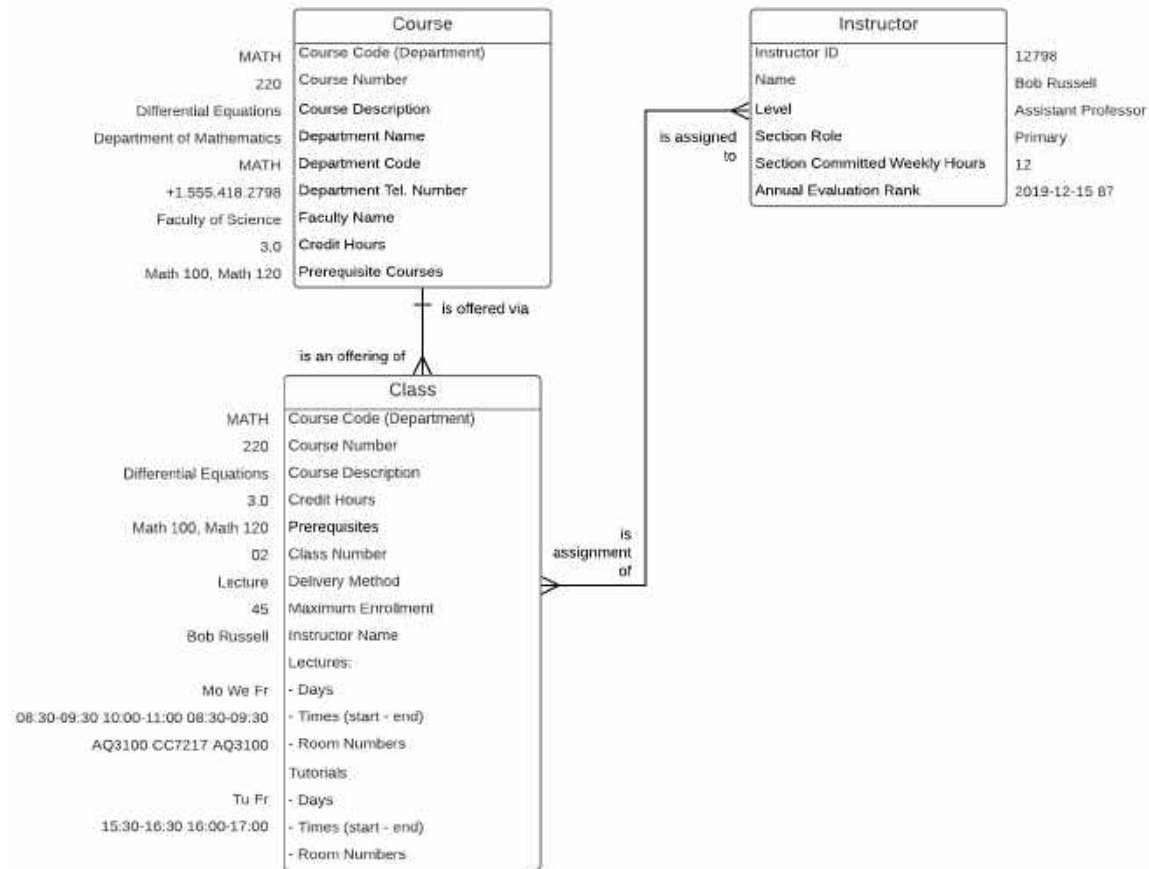 Course
MATH Course Code (Department)
220 Course Number
Differential Equations Course Description
Department of Mathematics Department Name
MATH Department Code
+1.555.418.2798 Department Tel. Number
Faculty of Science Faculty Name
3.0 Credit Hours
Math 100, Math 120 Prerequisite Courses
Instructor
Instructor ID 12798
Name Bob Russell
Level Assistant Professor
Section Role Primary
Section Committed Weekly Hours 12
Annual Evaluation Rank 2019-12-15 87
is assigned
to
is offered via
is an offering of
Class
MATH Course Code (Department)
220 Course Number
Differential Equations Course Description
3.0 Credit Hours
Math 100, Math 120 Prerequisites
02 Class Number
Lecture Delivery Method
45 Maximum Enrollment
Bob Russell Instructor Name
Lectures:
Mo We Fr - Days
08:30-09:30 10:00-11:00 08:30-09:30 - Times (start - end)
AQ3100 CC7217 AQ3100 - Room Numbers
Tutorials
Tu Fr - Days
15:30-16:30 16:00-17:00 - Times (start - end)
- Room Numbers
is
assignment
of